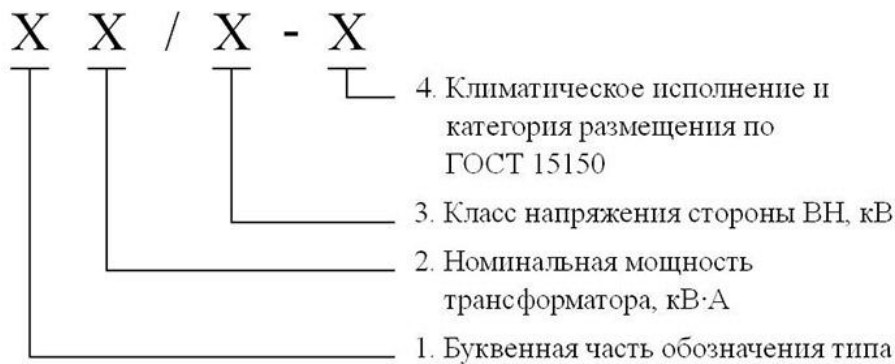 Х Х / Х - Х
4. Климатическое исполнение и
категория размещения по
ГОСТ 15150
3. Класс напряжения стороны ВН, кВ
2. Номинальная мощность
трансформатора, кВ·А
1. Буквенная часть обозначения типа